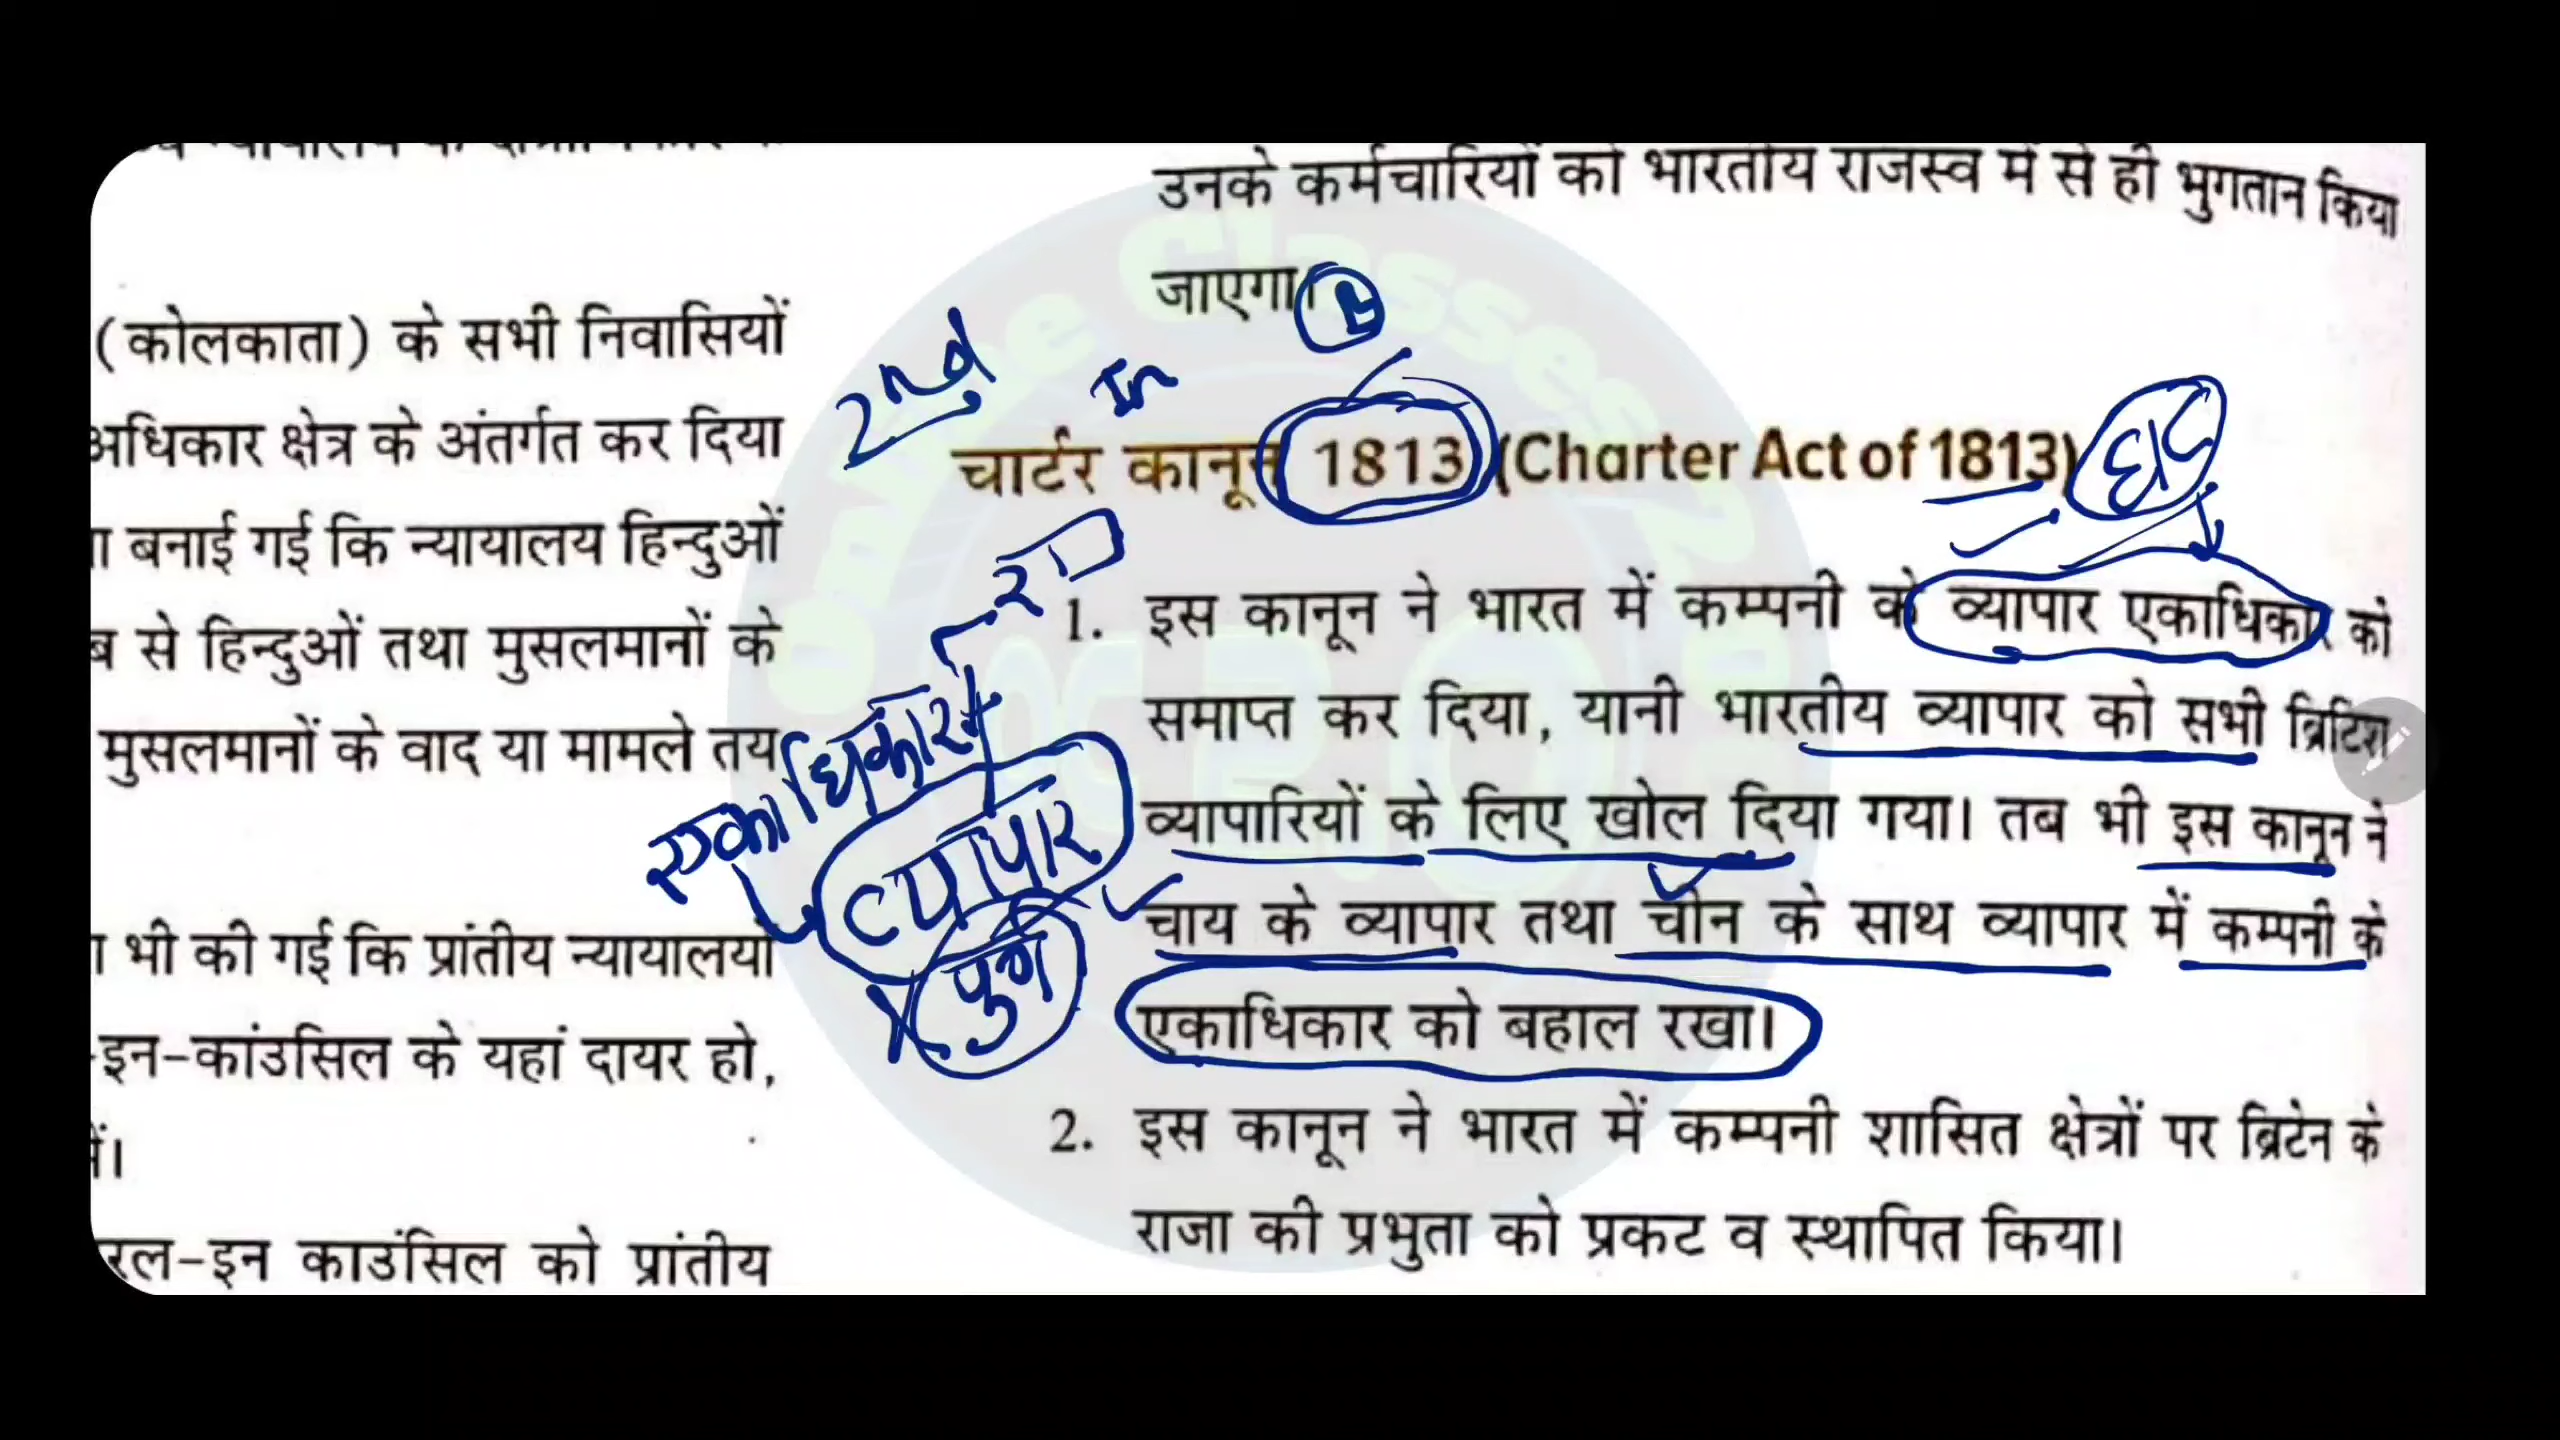 (कोलकाता) के सभी निवासियों
अधिकार क्षेत्र के अंतर्गत कर दिया
बनाई गई कि न्यायालय हिन्दुओं
ब से हिन्दुओं तथा मुसलमानों के
मुसलमानों के वाद या मामले तय
भी की गई कि प्रांतीय न्यायालयों
-इन-कांउसिल के यहां दायर हो,
में।
रल-इन काउंसिल को प्रांतीय
उनके कर्मचारियों को भारतीय राजस्व में से ही भुगतान किया
जाएगा।
2nd
In
चार्टर कानून 1813 (Charter Act of 1813)
1. इस कानून ने भारत में कम्पनी के व्यापार एकाधिकार को
समाप्त कर दिया, यानी भारतीय व्यापार को सभी ब्रिटिश
व्यापारियों के लिए खोल दिया गया। तब भी इस कानून ने
चाय के व्यापार तथा चीन के साथ व्यापार में कम्पनी के
एकाधिकार को बहाल रखा।
2. इस कानून ने भारत में कम्पनी शासित क्षेत्रों पर ब्रिटेन के
राजा की प्रभुता को प्रकट व स्थापित किया।
एकाधिकार
व्यापार
Online Classes